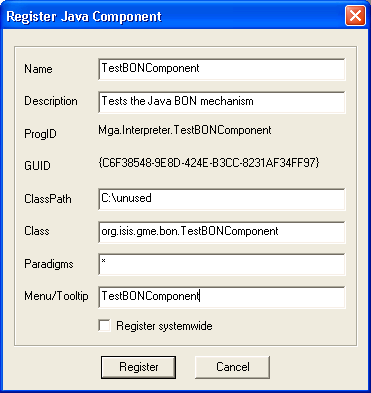 Register Java Component
Name TestBONComponent
Description Tests the Java BON mechanism
ProgID Mga.Interpreter.TestBONComponent
GUID {C6F38548-9E8D-424E-B3CC-8231AF34FF97}
ClassPath C:\unused
Class org.isis.gme.bon.TestBONComponent
Paradigms *
Menu/Tooltip TestBONComponent
Register systemwide
Register Cancel